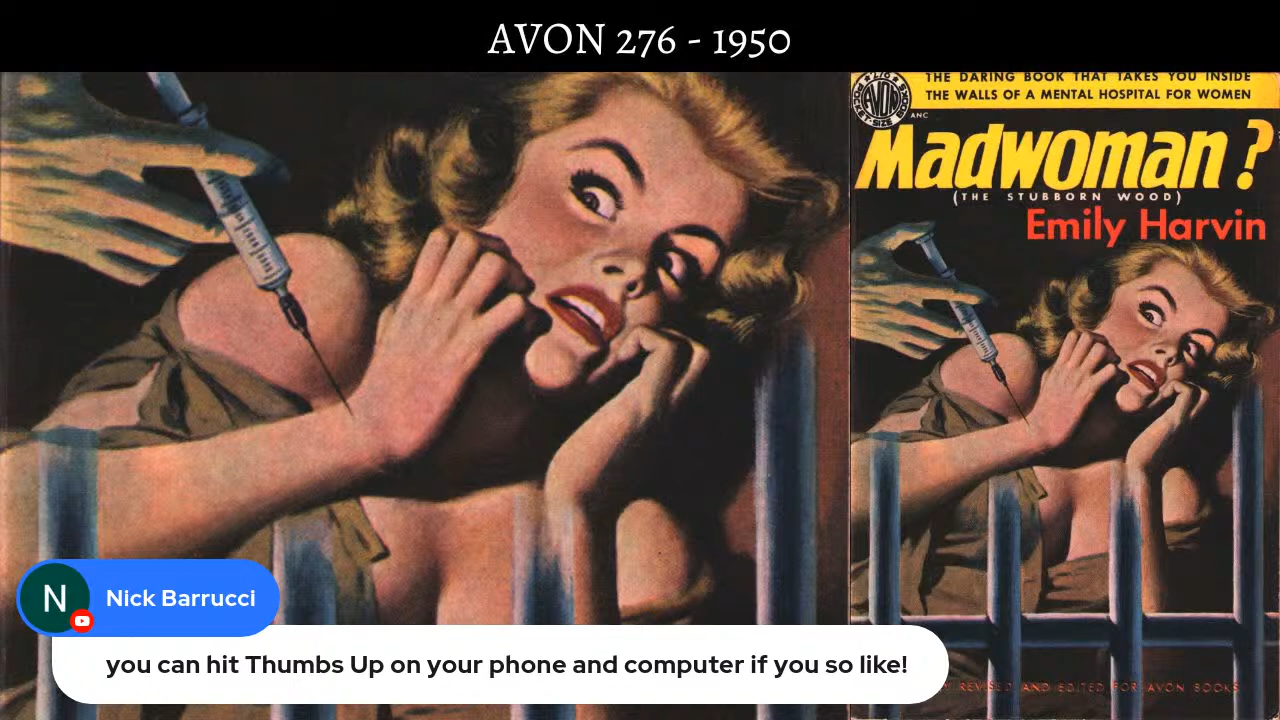 AVON 276 - 1950
THE DARING BOOK THAT TAKES YOU INSIDE
THE WALLS OF A MENTAL HOSPITAL FOR WOMEN
AVON
ANC
Madwoman?
(THE STUBBORN WOOD)
Emily Harvin
N
Nick Barrucci
you can hit Thumbs Up on your phone and computer if you so like!
REVISED AND EDITED FOR AVON BOOKS